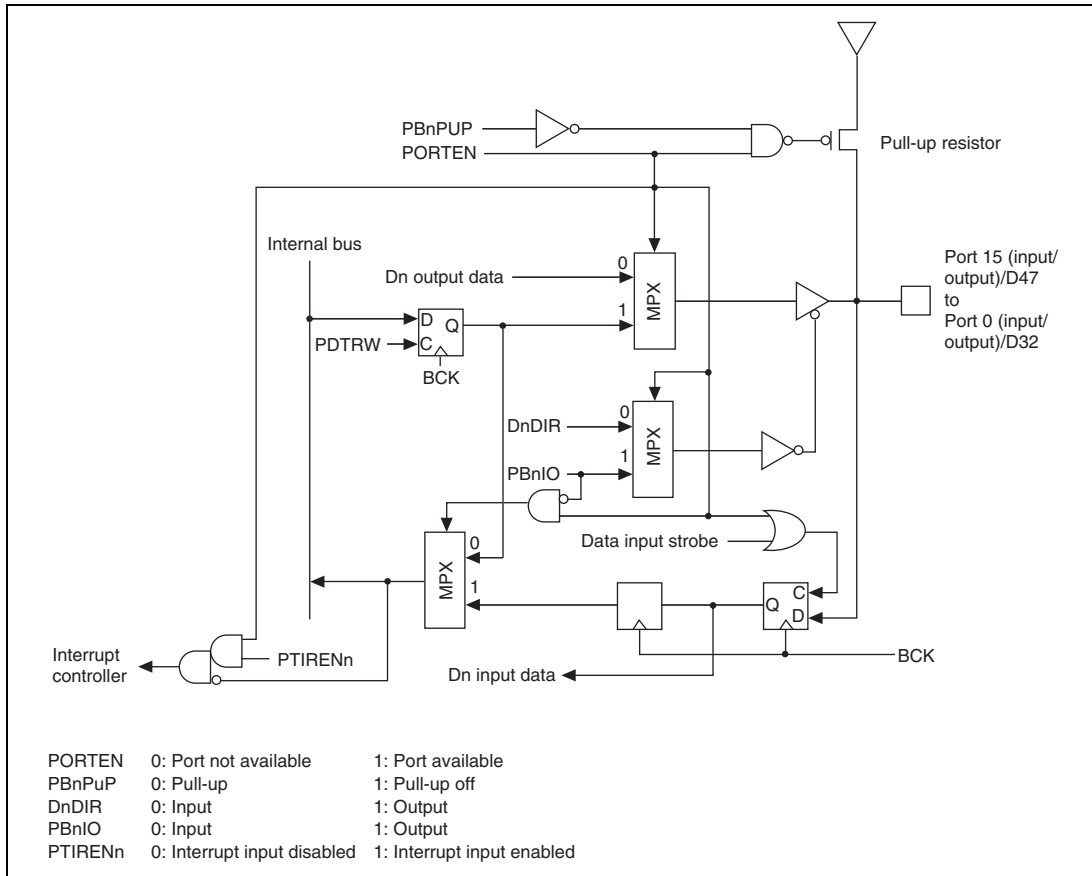 PBnPUP
PORTEN
Pull-up resistor
Internal bus
Dn output data
0
1
MPX
Port 15 (input/
output)/D47
to
Port 0 (input/
output)/D32
D
Q
PDTRW
C
BCK
DnDIR
0
1
MPX
PBnIO
Data input strobe
0
1
MPX
Q
C
D
Interrupt
controller
PTIRENn
Dn input data
BCK
PORTEN 0: Port not available 1: Port available
PBnPuP 0: Pull-up 1: Pull-up off
DnDIR 0: Input 1: Output
PBnIO 0: Input 1: Output
PTIRENn 0: Interrupt input disabled 1: Interrupt input enabled